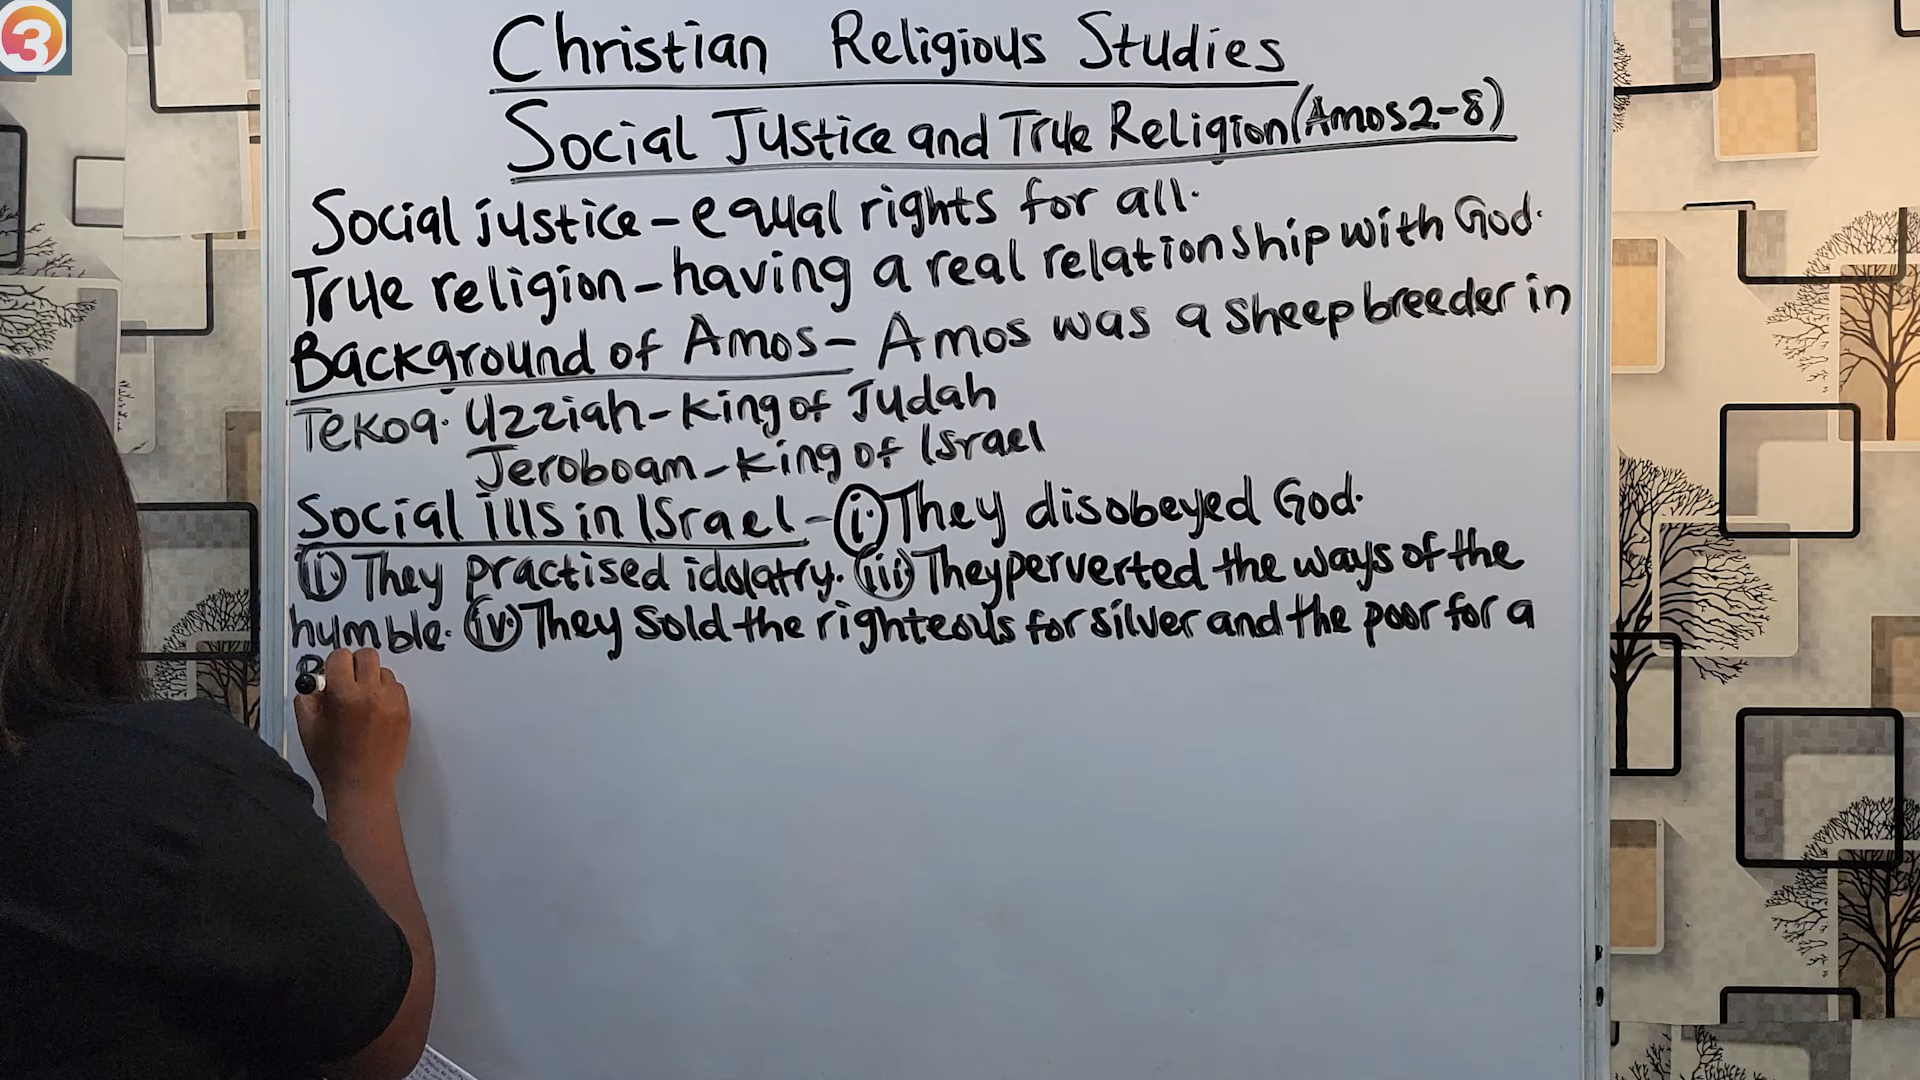 3
Christian Religious Studies
Social Justice and True Religion (Amos 2-8)
Social justice - equal rights for all.
True religion - having a real relationship with God.
Background of Amos - Amos was a sheep breeder in
Tekoa. Uzziah - King of Judah
Jeroboam - King of Israel
Social ills in Israel - (i.) They disobeyed God.
(ii) They practised idolatry. (iii) They perverted the ways of the
humble. (iv.) They sold the righteous for silver and the poor for a